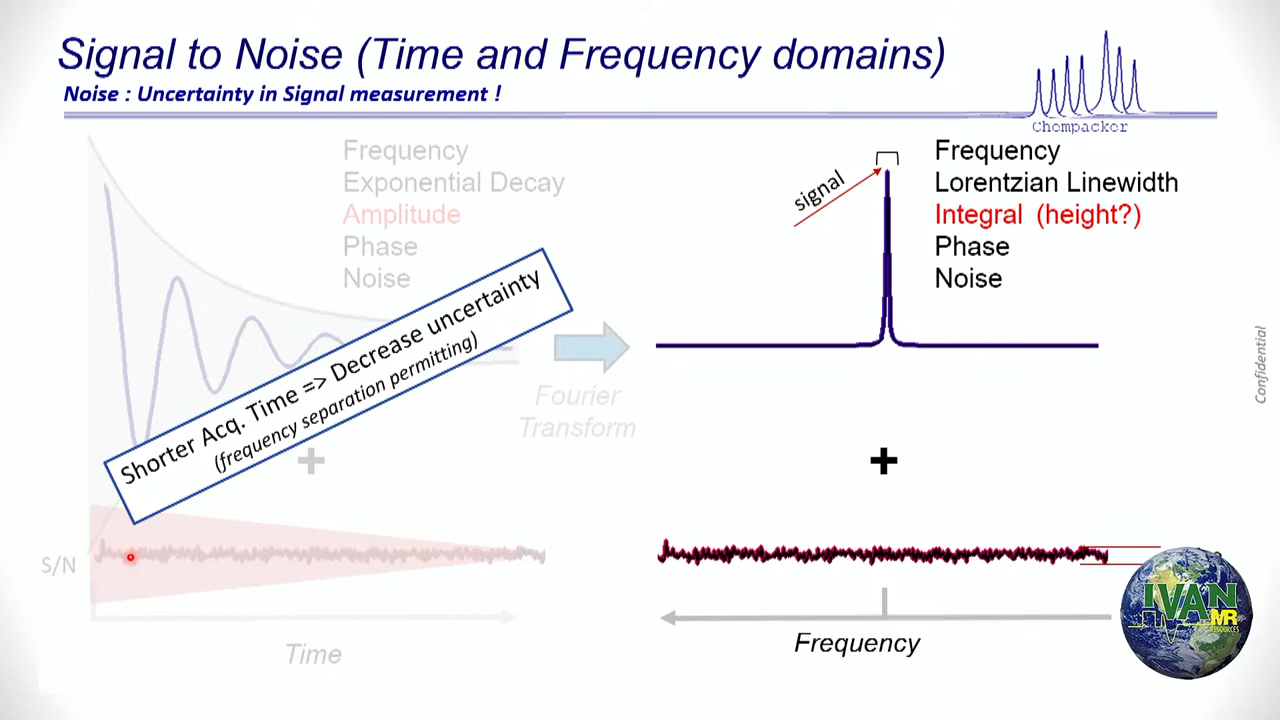 Signal to Noise (Time and Frequency domains)
Noise : Uncertainty in Signal measurement !
Chempacker
Frequency
Exponential Decay
Amplitude
Phase
Noise
Shorter Acq. Time => Decrease uncertainty
(frequency separation permitting)
+
S/N
Time
Fourier
Transform
signal
Frequency
Lorentzian Linewidth
Integral (height?)
Phase
Noise
+
Frequency
Confidential
IVAN
MR
RESOURCES